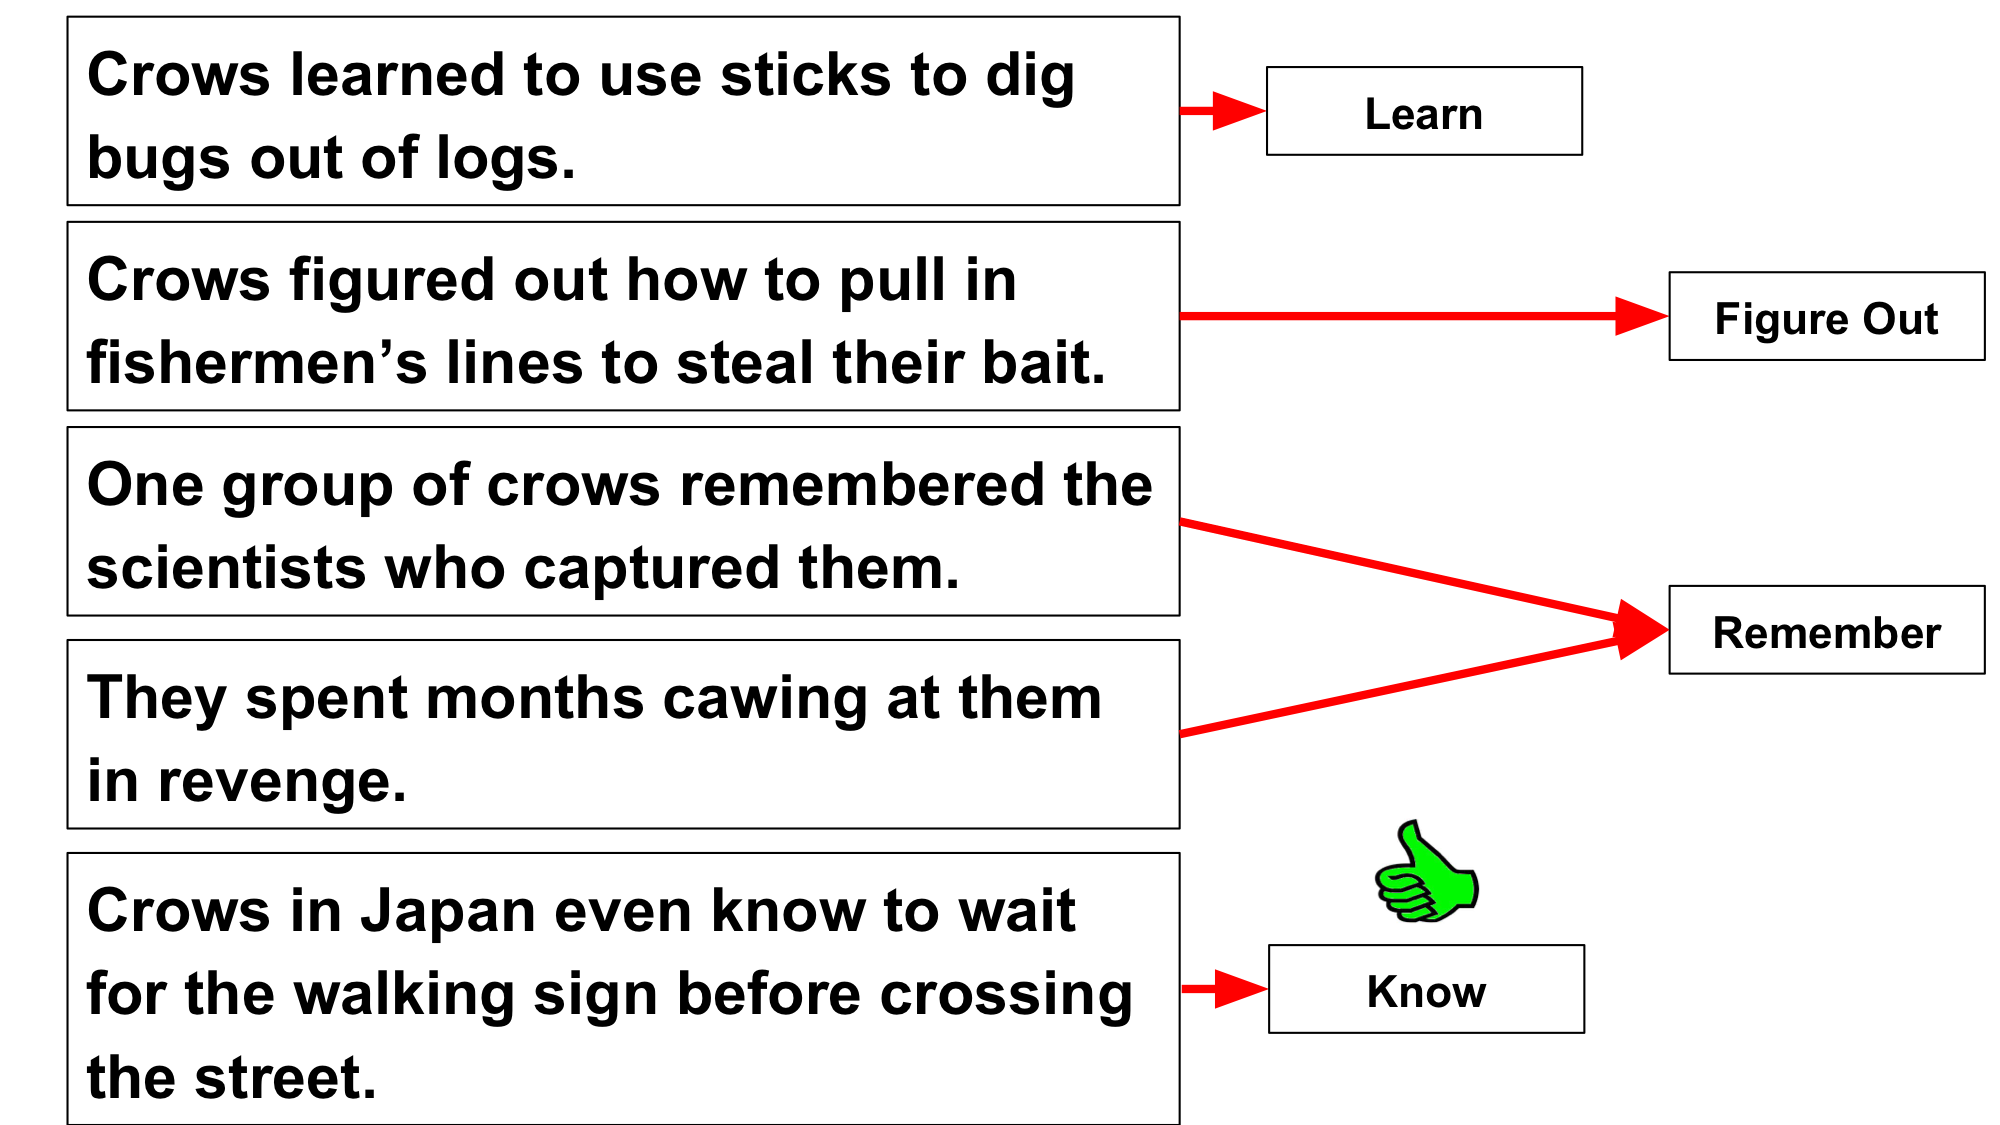 Crows learned to use sticks to dig
bugs out of logs.
Learn
Crows figured out how to pull in
fishermen’s lines to steal their bait.
Figure Out
One group of crows remembered the
scientists who captured them.
Remember
They spent months cawing at them
in revenge.
Crows in Japan even know to wait
for the walking sign before crossing
the street.
Know